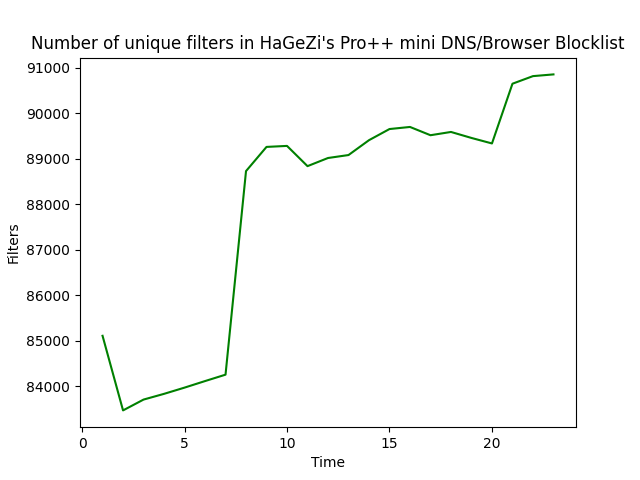 Number of unique filters in HaGeZi's Pro++ mini DNS/Browser Blocklist
91000
90000
89000
88000
87000
86000
85000
84000
Filters
0 5 10 15 20
Time